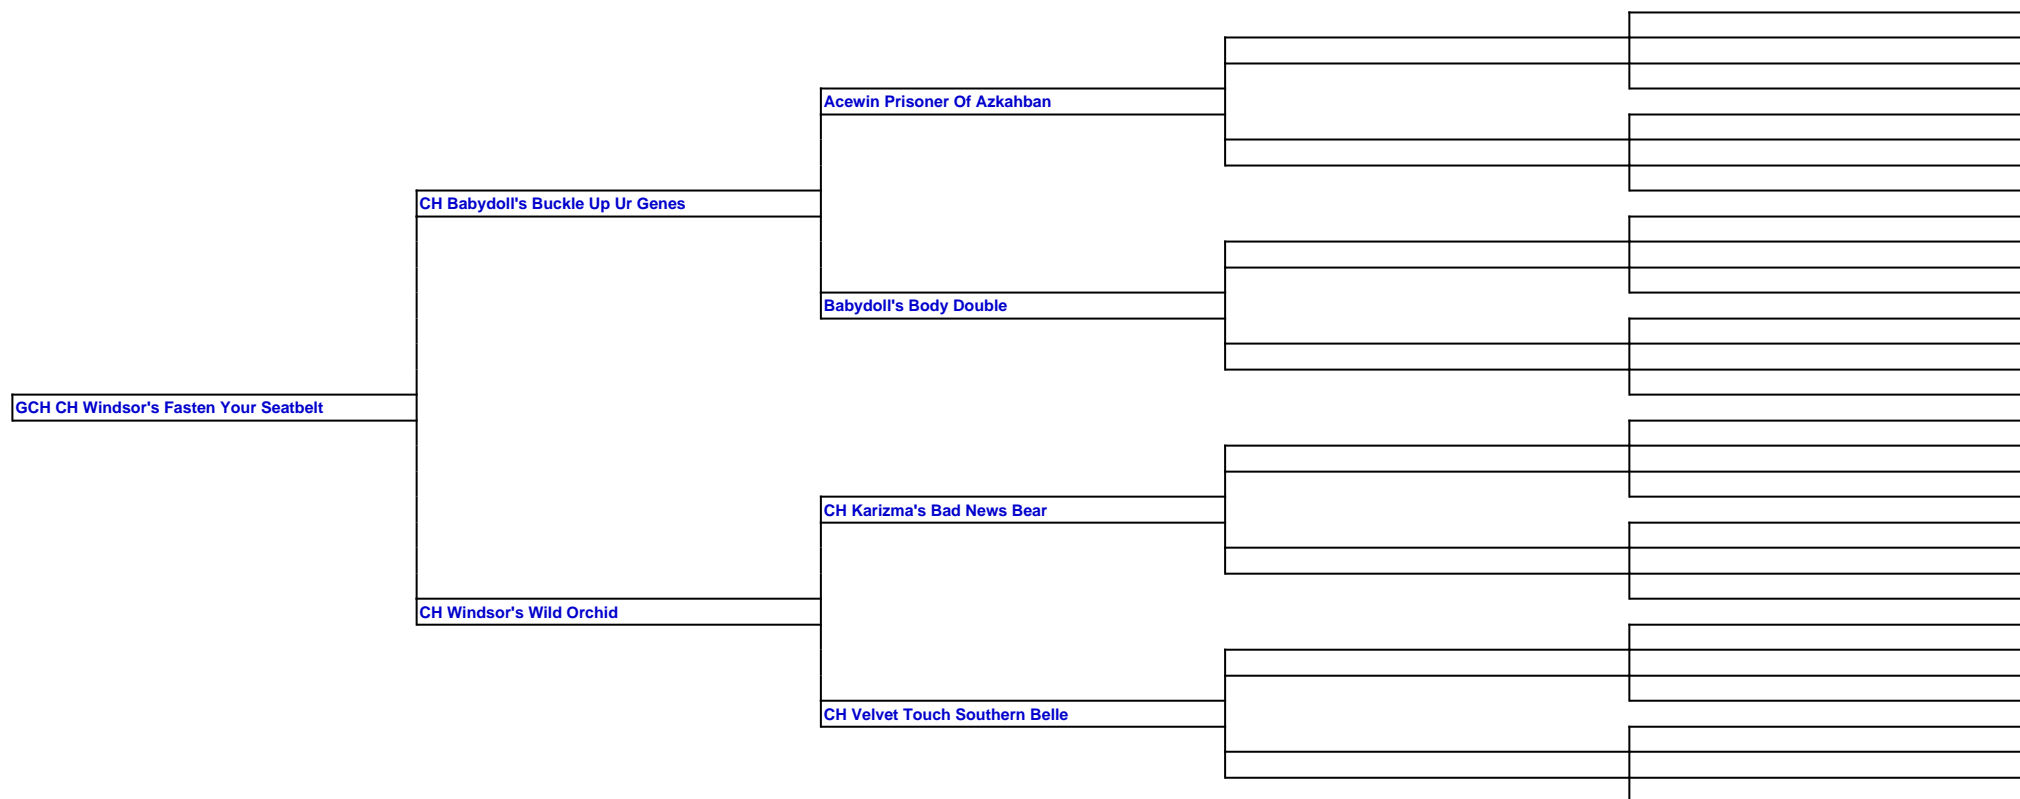 Acewin Prisoner Of Azkahban
CH Babydoll's Buckle Up Ur Genes
Babydoll's Body Double
GCH CH Windsor's Fasten Your Seatbelt
CH Karizma's Bad News Bear
CH Windsor's Wild Orchid
CH Velvet Touch Southern Belle